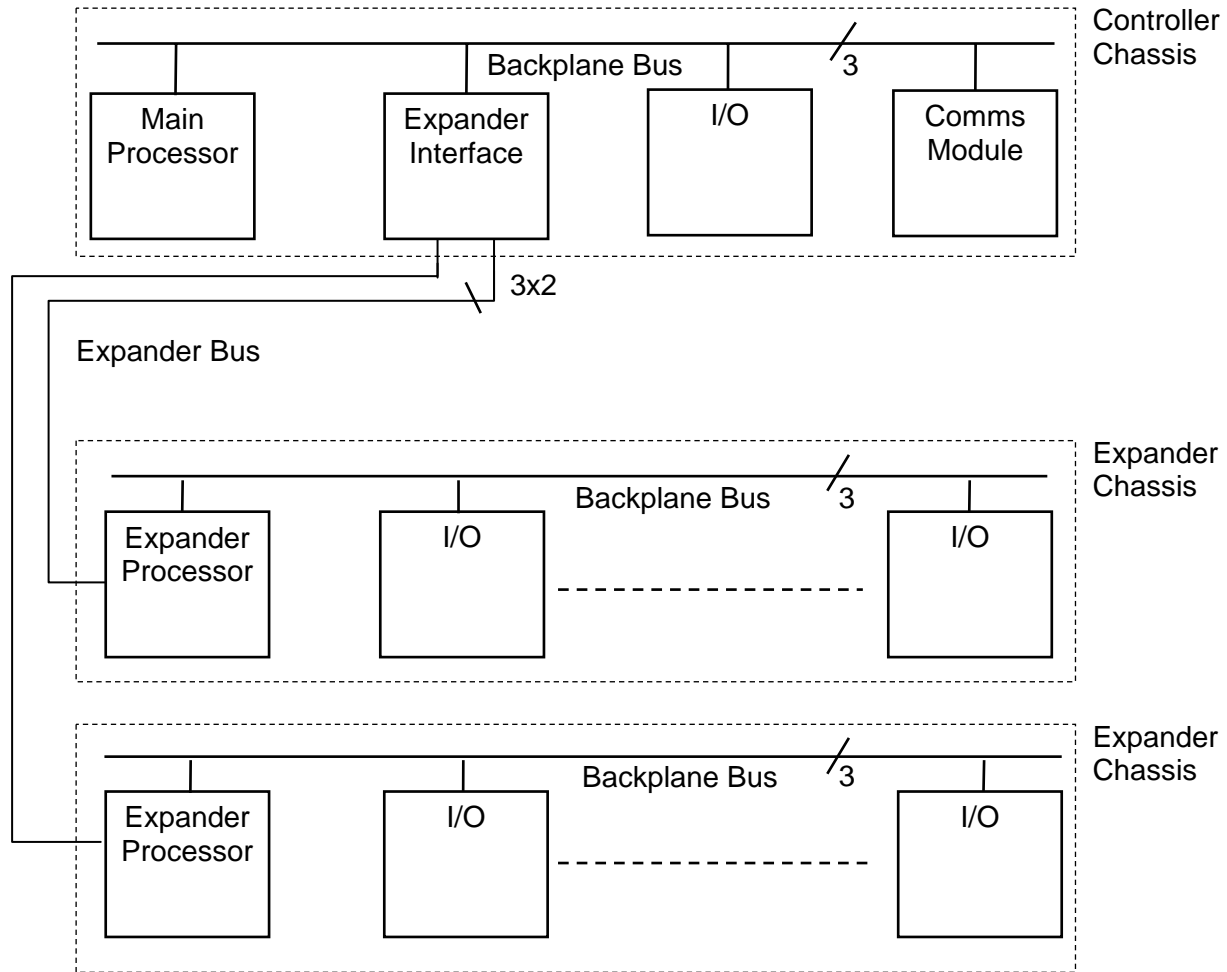 Controller
Chassis
Backplane Bus
3
Main
Processor
Expander
Interface
I/O
Comms
Module
3x2
Expander Bus
Expander
Chassis
Backplane Bus
3
Expander
Processor
I/O
I/O
Expander
Chassis
Backplane Bus
3
Expander
Processor
I/O
I/O